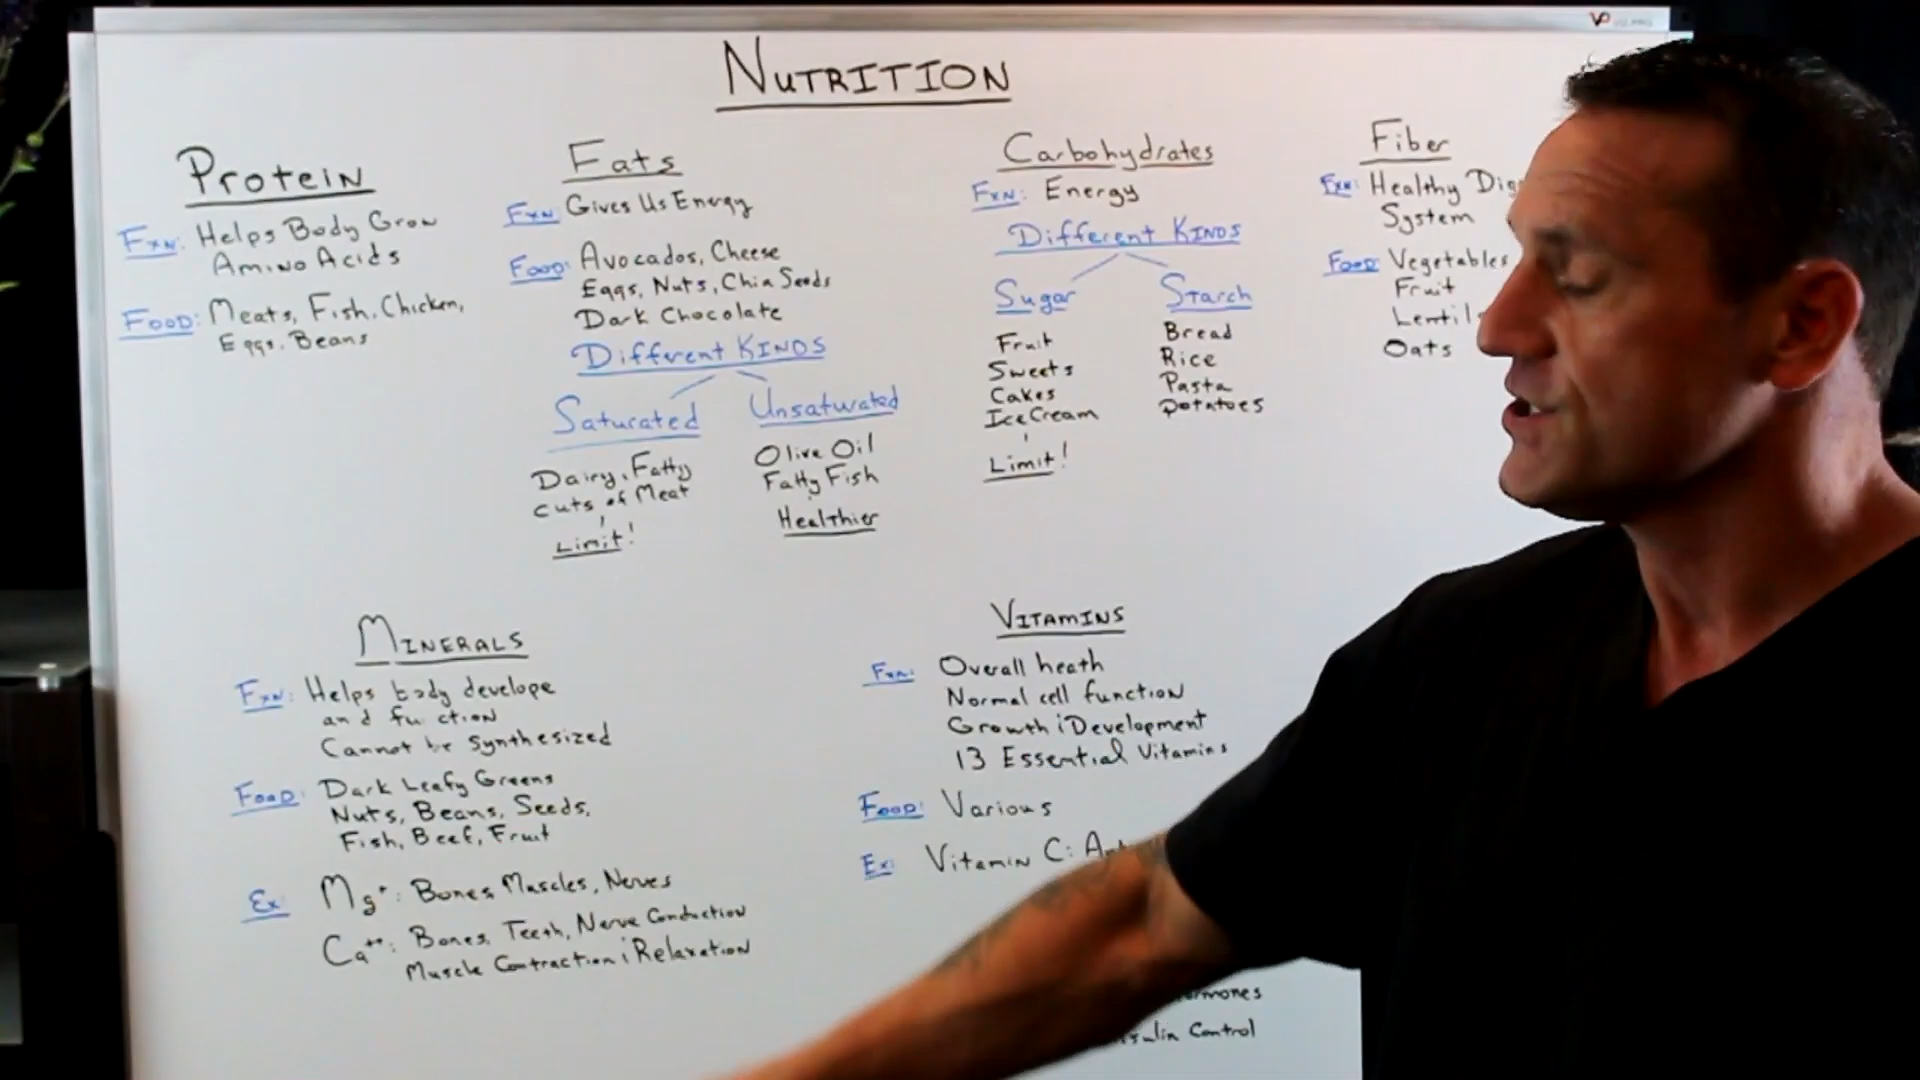 NUTRITION
Protein
Fxn: Helps Body Grow
Amino Acids
Food: Meats, Fish, Chicken,
Eggs, Beans
Fats
Fxn Gives Us Energy
Food: Avocados, Cheese
Eggs, Nuts, Chia Seeds
Dark Chocolate
Different KINDS
Saturated
Dairy, Fatty
cuts of Meat
Limit!
Unsaturated
Olive Oil
Fatty Fish
Healthier
Carbohydrates
Fxn: Energy
Different KINDS
Sugar
Fruit
Sweets
Cakes
Ice Cream
Limit!
Starch
Bread
Rice
Pasta
Potatoes
Fiber
Fxn: Healthy
System
Food: Vegetables
Fruit
Lentils
Oats
MINERALS
Fxn: Helps body develope
and function
Cannot be synthesized
Food: Dark Leafy Greens
Nuts, Beans, Seeds,
Fish, Beef, Fruit
Ex Mg+: Bones, Muscles, Nerves
Ca++: Bones, Teeth, Nerve Conduction
Muscle Contraction i Relaxation
VITAMINS
Fxn: Overall heath
Normal cell function
Growth i Development
13 Essential Vitamins
Food: Various
Ex: Vitamin C:
Control